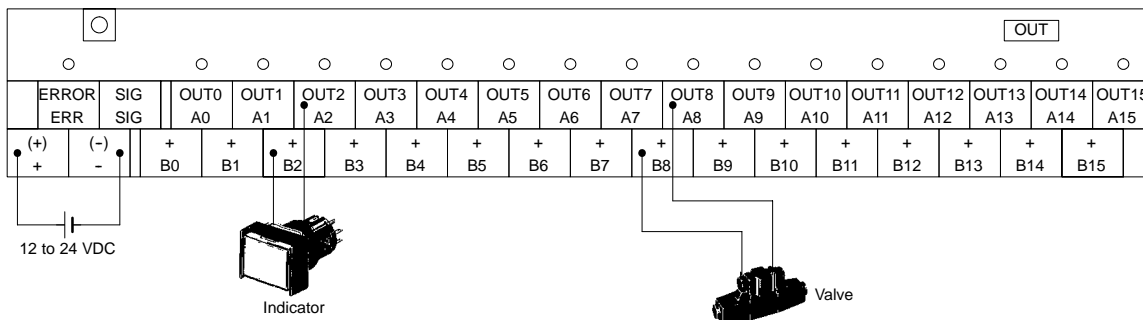 OUT
ERROR SIG OUT0 OUT1 OUT2 OUT3 OUT4 OUT5 OUT6 OUT7 OUT8 OUT9 OUT10 OUT11 OUT12 OUT13 OUT14 OUT15
ERR SIG A0 A1 A2 A3 A4 A5 A6 A7 A8 A9 A10 A11 A12 A13 A14 A15
(+) (-) + + + + + + + + + + + + + + + +
+ - B0 B1 B2 B3 B4 B5 B6 B7 B8 B9 B10 B11 B12 B13 B14 B15
12 to 24 VDC
Indicator
Valve